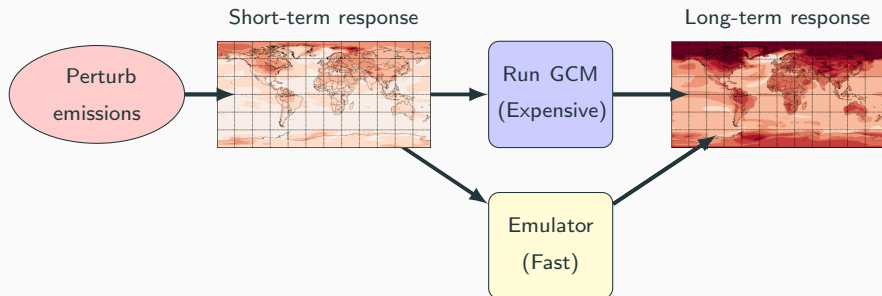 Short-term response
Long-term response
Perturb
emissions
Run GCM
(Expensive)
Emulator
(Fast)